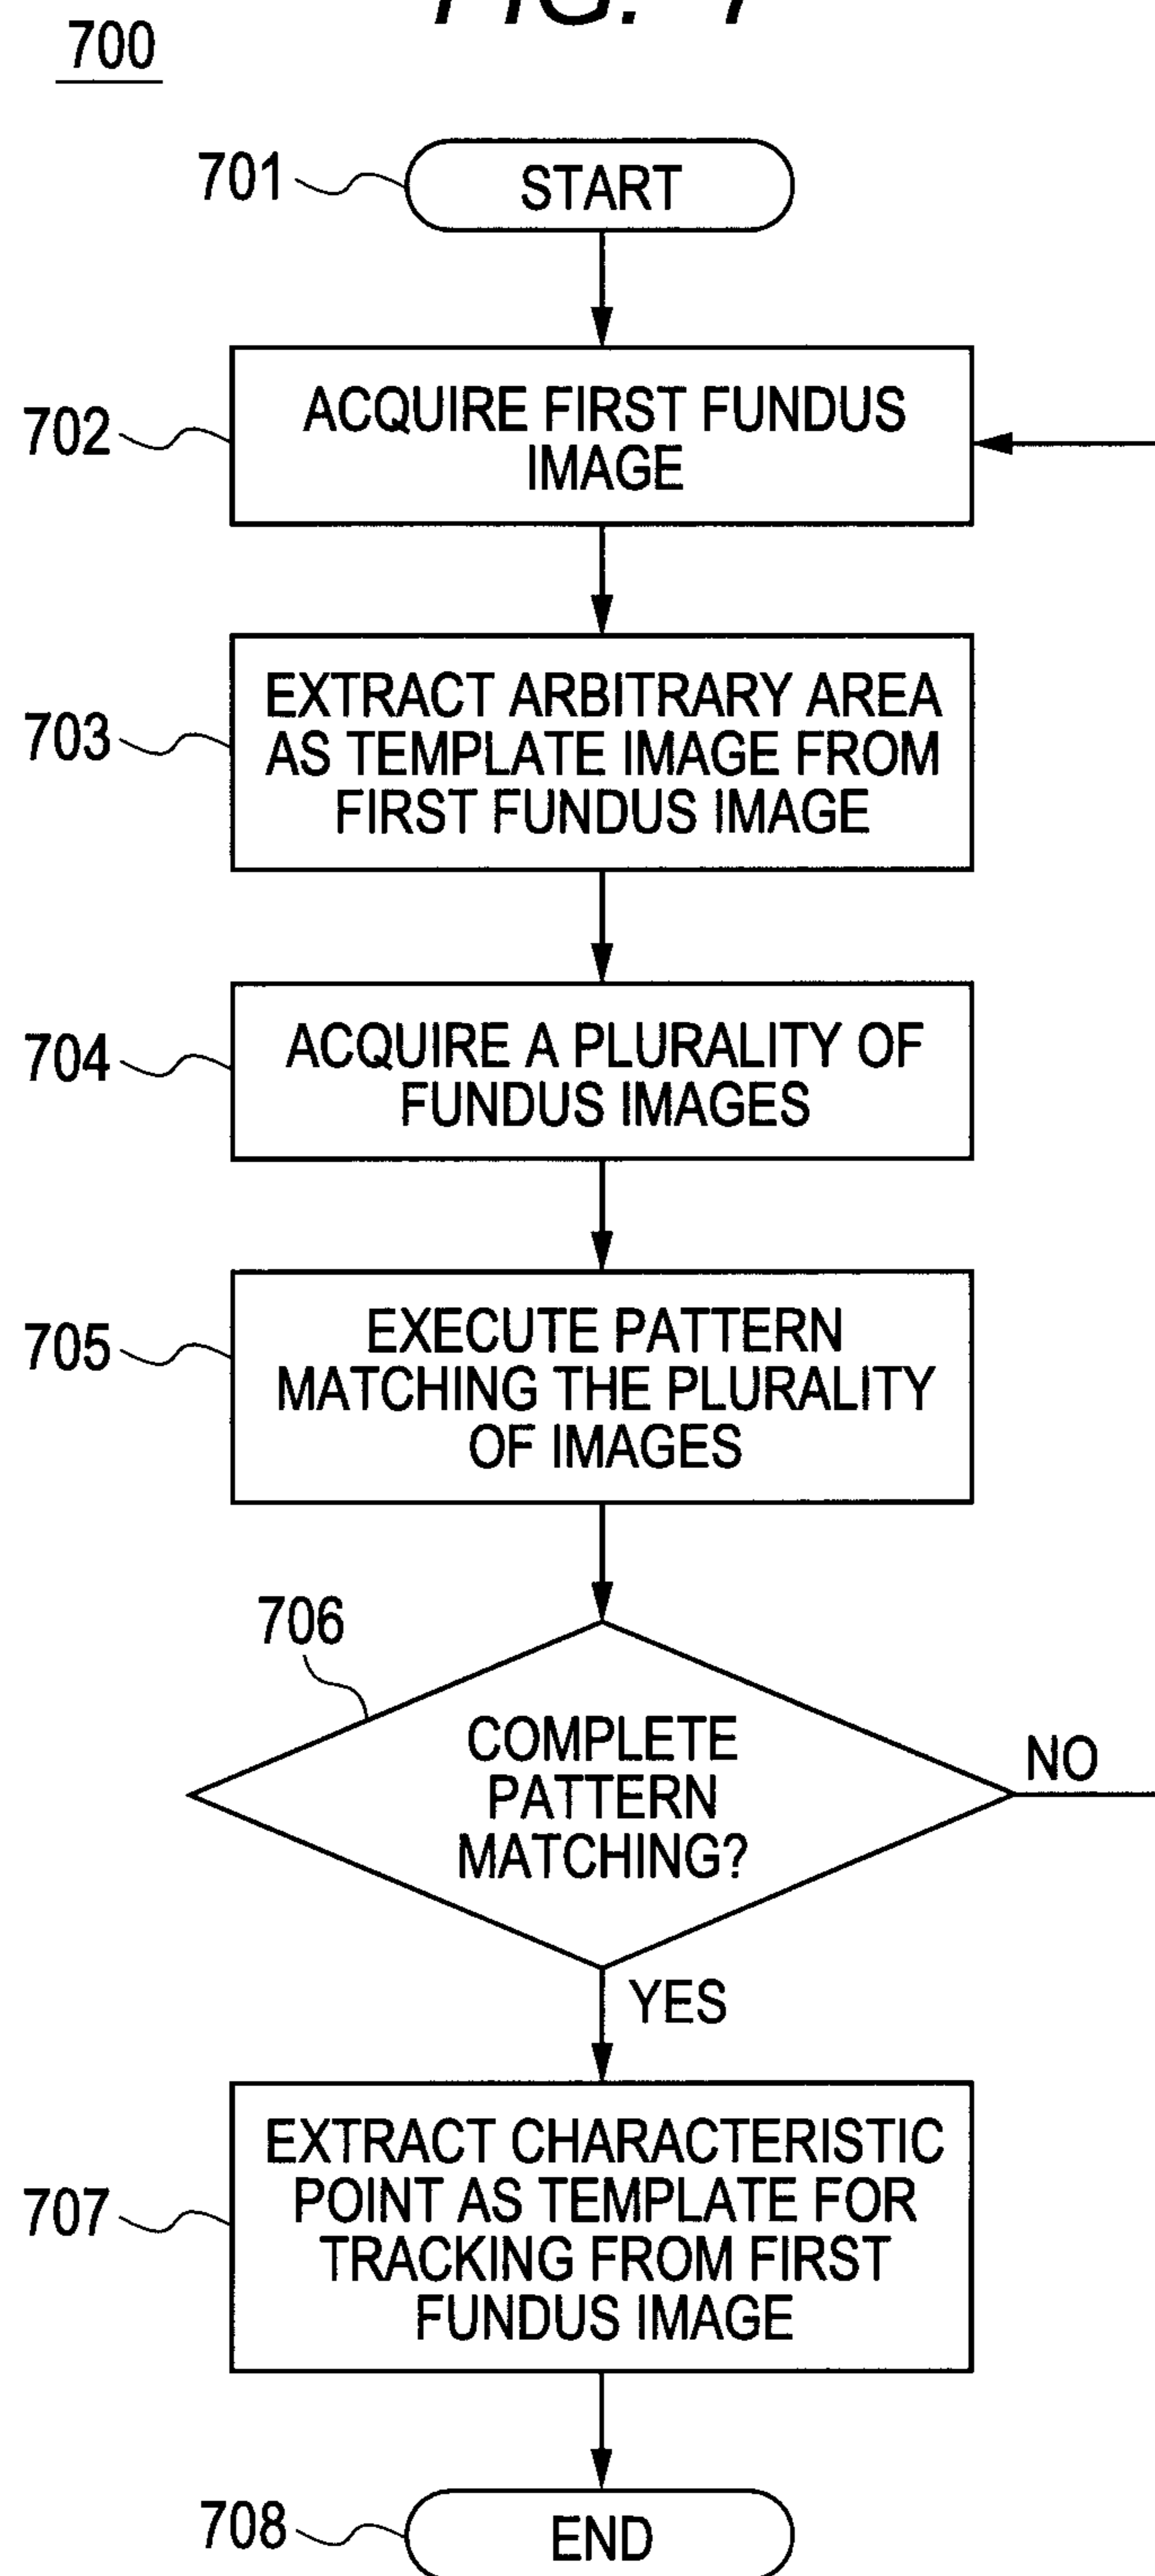 FIG. 7
700
701
START
702
ACQUIRE FIRST FUNDUS
IMAGE
703
EXTRACT ARBITRARY AREA
AS TEMPLATE IMAGE FROM
FIRST FUNDUS IMAGE
704
ACQUIRE A PLURALITY OF
FUNDUS IMAGES
705
EXECUTE PATTERN
MATCHING THE PLURALITY
OF IMAGES
706
COMPLETE
PATTERN
MATCHING?
NO
YES
707
EXTRACT CHARACTERISTIC
POINT AS TEMPLATE FOR
TRACKING FROM FIRST
FUNDUS IMAGE
708
END